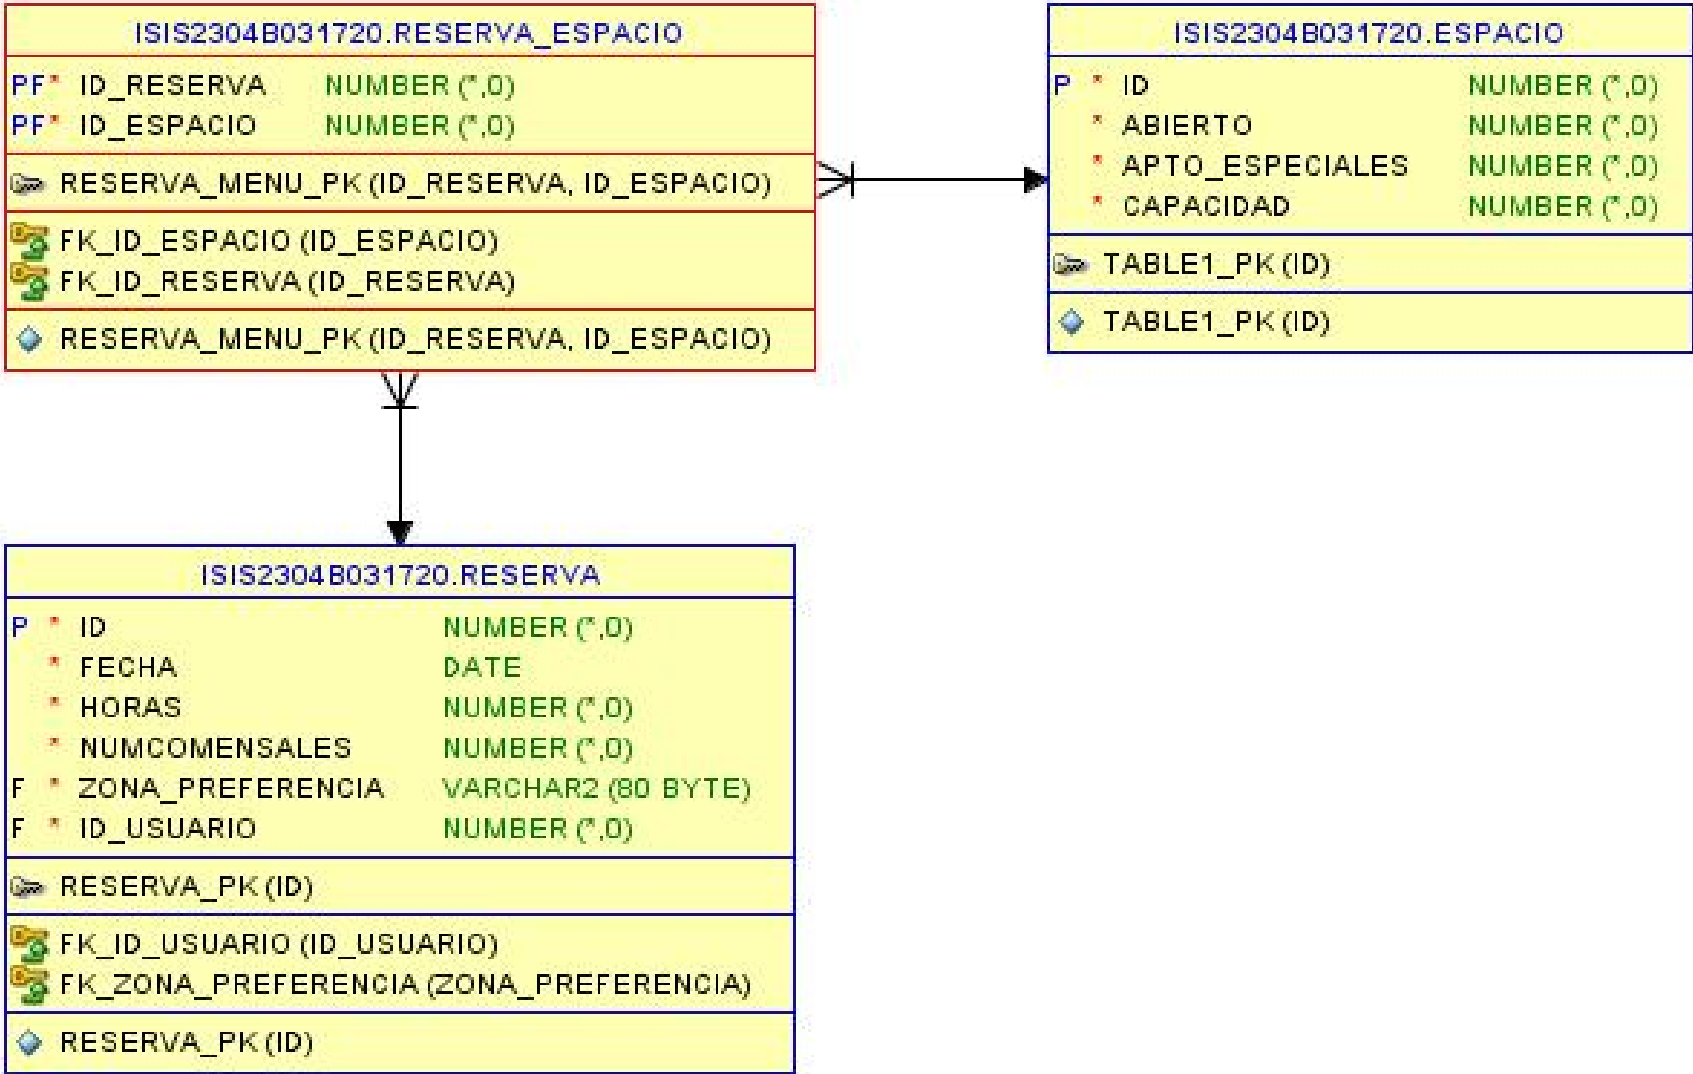 ISIS2304B031720.RESERVA_ESPACIO
PF* ID_RESERVA NUMBER (*,0)
PF* ID_ESPACIO NUMBER (*,0)
RESERVA_MENU_PK (ID_RESERVA, ID_ESPACIO)
FK_ID_ESPACIO (ID_ESPACIO)
FK_ID_RESERVA (ID_RESERVA)
RESERVA_MENU_PK (ID_RESERVA, ID_ESPACIO)
ISIS2304B031720.ESPACIO
P * ID NUMBER (*,0)
* ABIERTO NUMBER (*,0)
* APTO_ESPECIALES NUMBER (*,0)
* CAPACIDAD NUMBER (*,0)
TABLE1_PK (ID)
TABLE1_PK (ID)
ISIS2304B031720.RESERVA
P * ID NUMBER (*,0)
* FECHA DATE
* HORAS NUMBER (*,0)
* NUMCOMENSALES NUMBER (*,0)
F * ZONA_PREFERENCIA VARCHAR2 (80 BYTE)
F * ID_USUARIO NUMBER (*,0)
RESERVA_PK (ID)
FK_ID_USUARIO (ID_USUARIO)
FK_ZONA_PREFERENCIA (ZONA_PREFERENCIA)
RESERVA_PK (ID)